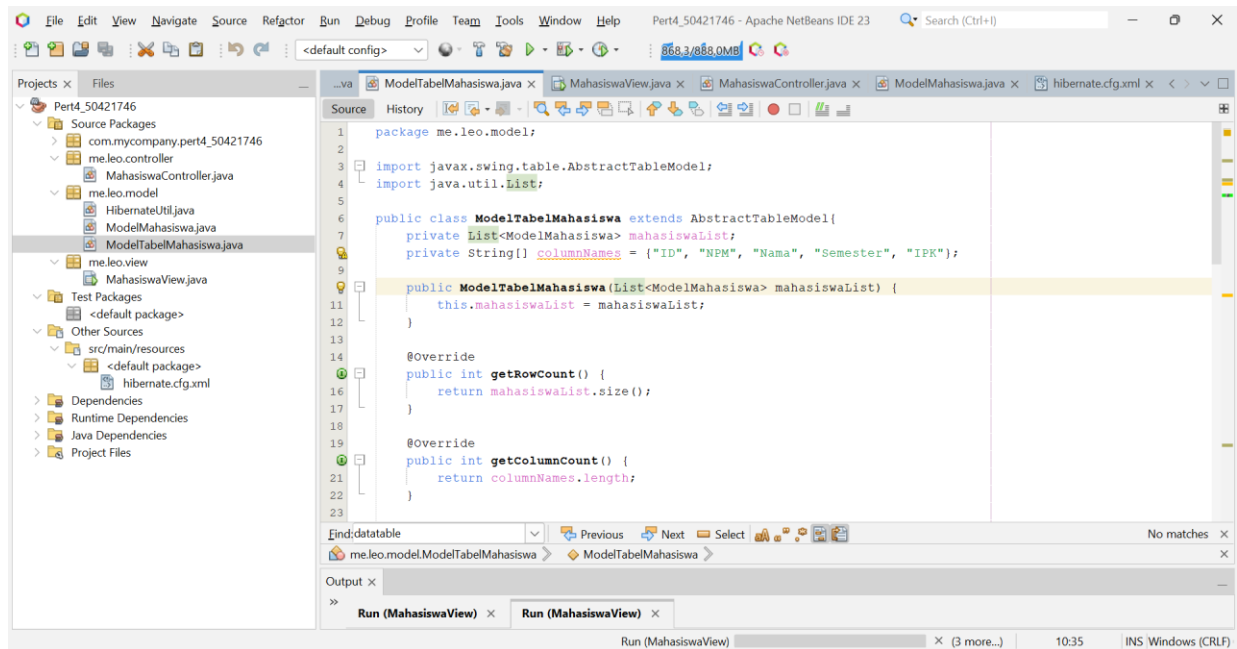 File Edit View Navigate Source Refactor Run Debug Profile Team Tools Window Help Pert4_50421746 - Apache NetBeans IDE 23 Search (Ctrl+I)
<default config> 868,3/888,0MB
Projects Files
Pert4_50421746
Source Packages
com.mycompany.pert4_50421746
me.leo.controller
MahasiswaController.java
me.leo.model
HibernateUtil.java
ModelMahasiswa.java
ModelTabelMahasiswa.java
me.leo.view
MahasiswaView.java
Test Packages
<default package>
Other Sources
src/main/resources
<default package>
hibernate.cfg.xml
Dependencies
Runtime Dependencies
Java Dependencies
Project Files
...va ModelTabelMahasiswa.java MahasiswaView.java MahasiswaController.java ModelMahasiswa.java hibernate.cfg.xml
Source History
1 package me.leo.model;
2
3 import javax.swing.table.AbstractTableModel;
4 import java.util.List;
5
6 public class ModelTabelMahasiswa extends AbstractTableModel{
7 private List<ModelMahasiswa> mahasiswaList;
private String[] columnNames = {"ID", "NPM", "Nama", "Semester", "IPK"};
9
public ModelTabelMahasiswa(List<ModelMahasiswa> mahasiswaList) {
11 this.mahasiswaList = mahasiswaList;
12 }
13
14 @Override
public int getRowCount() {
16 return mahasiswaList.size();
17 }
18
19 @Override
public int getColumnCount() {
21 return columnNames.length;
22 }
23
Find: datatable Previous Next Select No matches
me.leo.model.ModelTabelMahasiswa ModelTabelMahasiswa
Output
Run (MahasiswaView) Run (MahasiswaView)
Run (MahasiswaView) (3 more...) 10:35 INS Windows (CRLF)